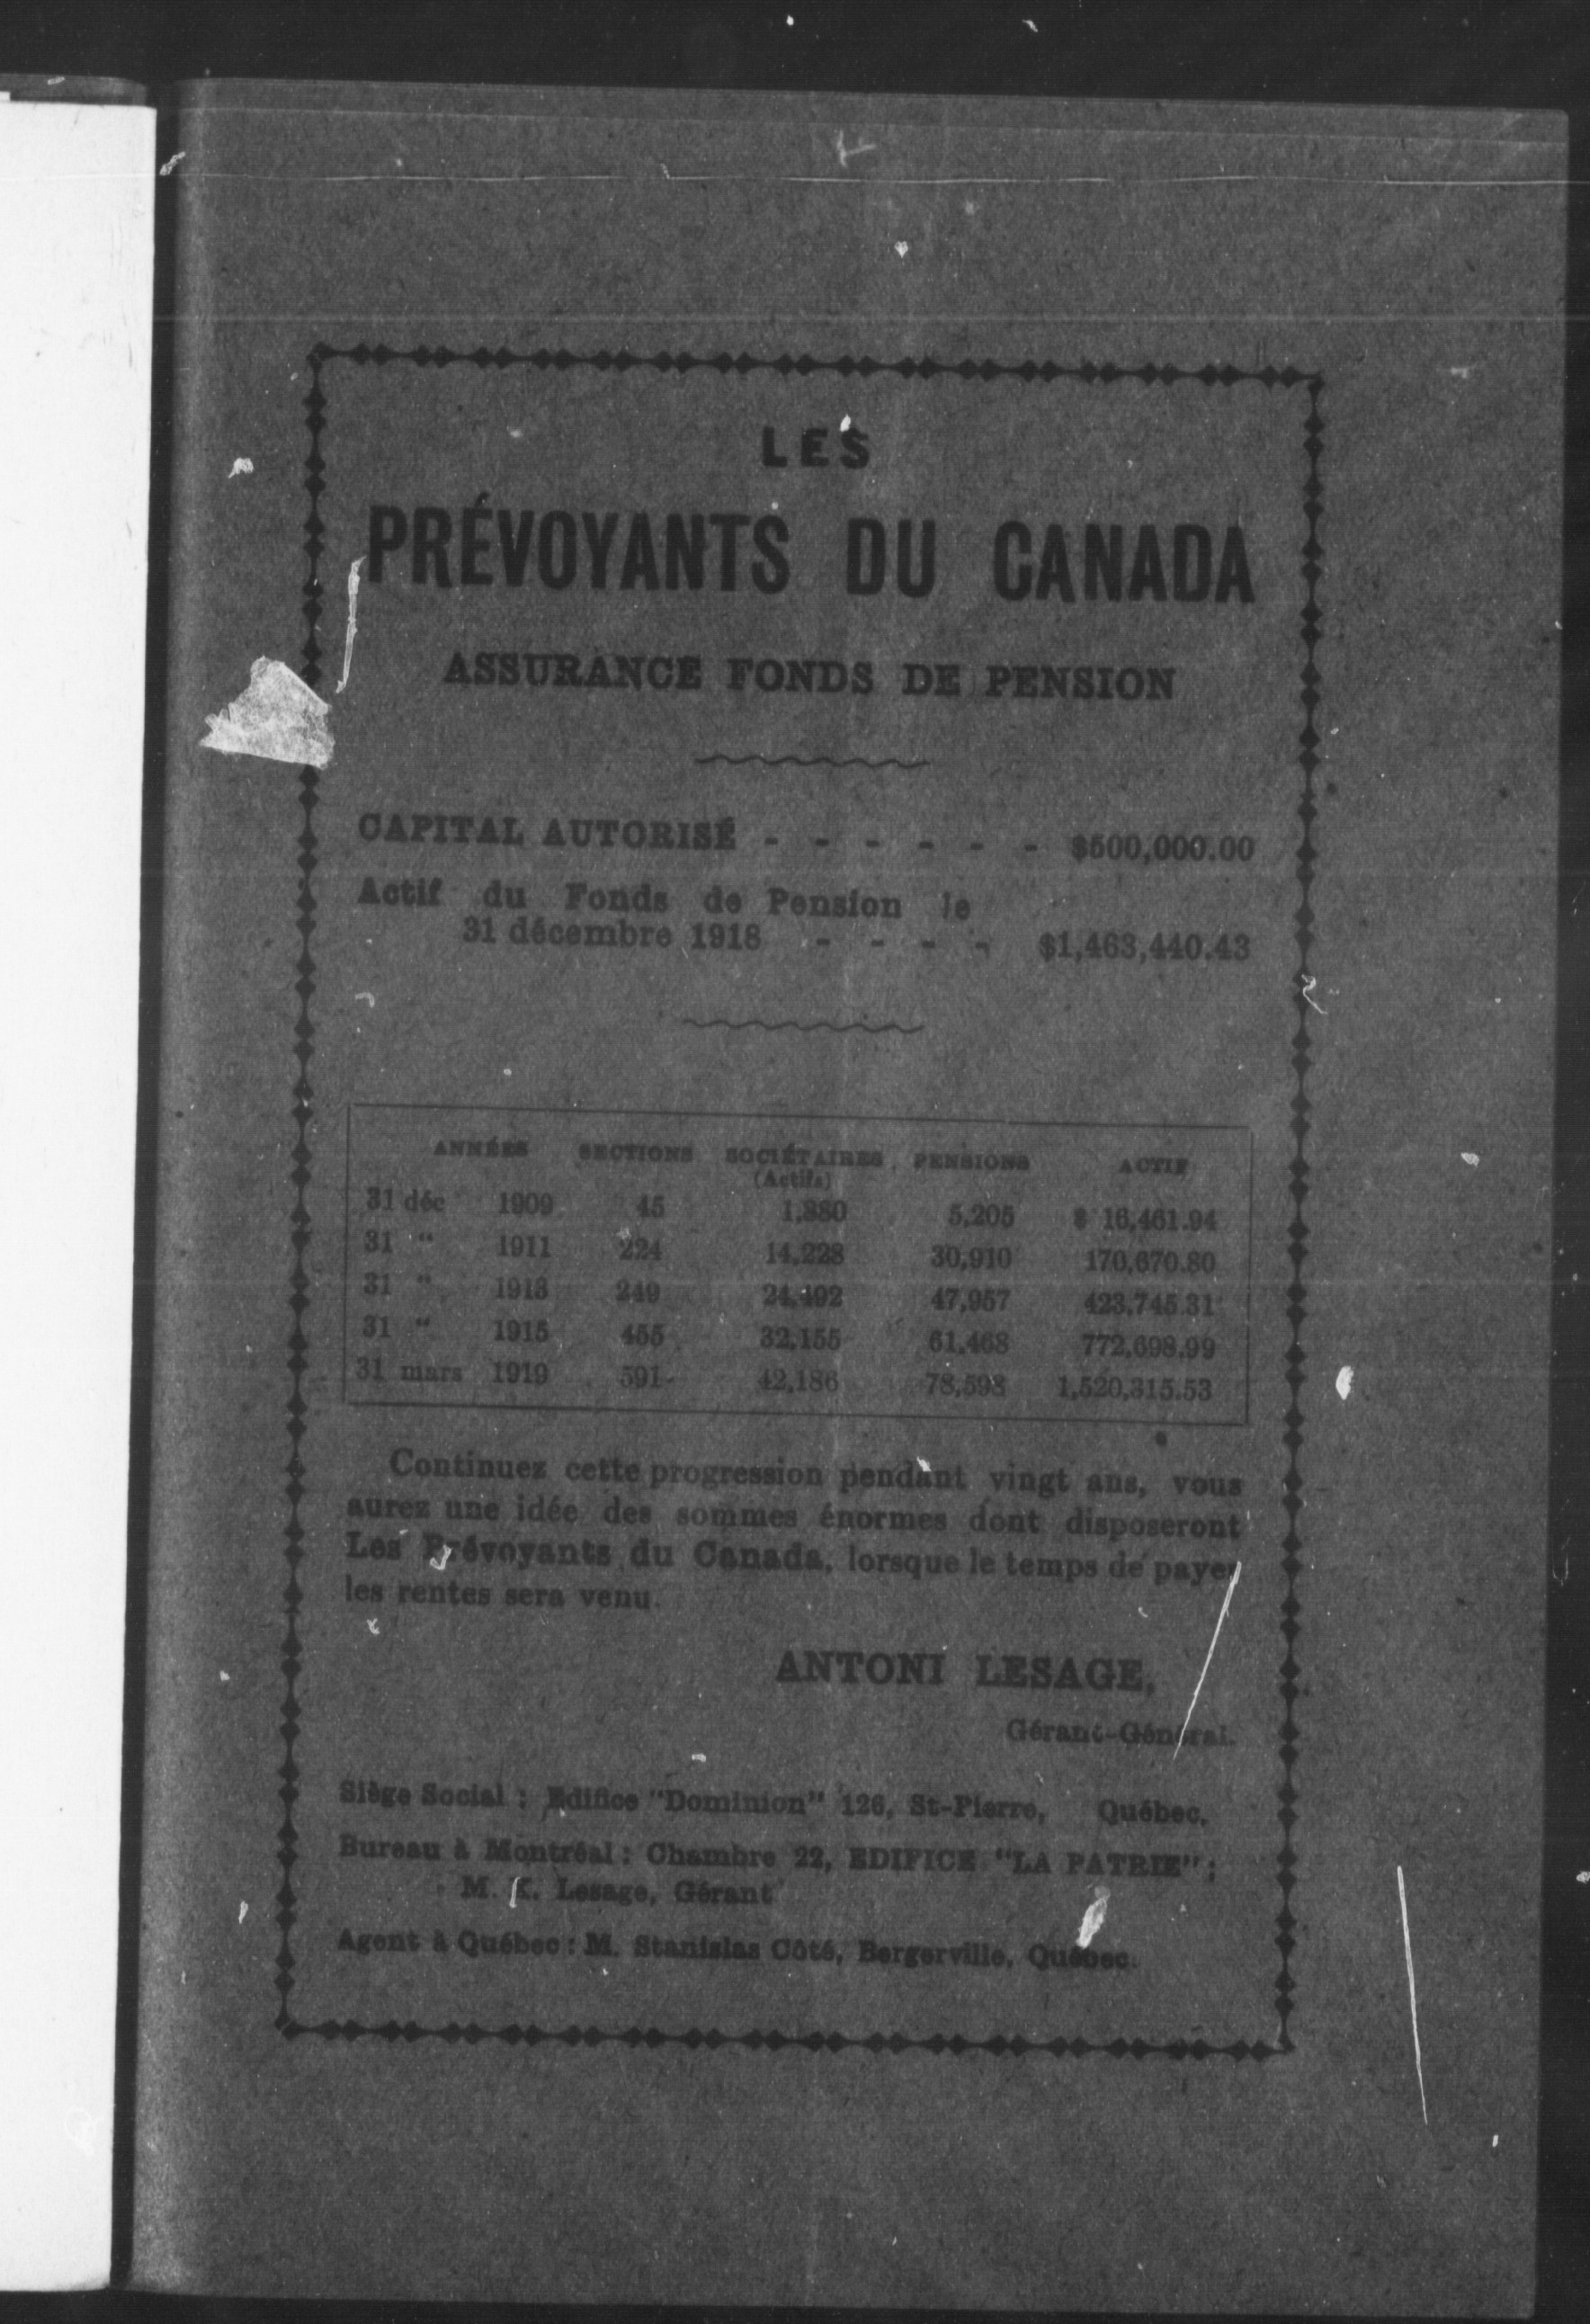 LES
PRÉVOYANTS DU CANADA
ASSURANCE FONDS DE PENSION
CAPITAL AUTORISÉ - - - - - - $500,000.00
Actif du Fonds de Pension le
31 décembre 1918 - - - - $1,463,440.43
ANNÉES SECTIONS SOCIÉTAIRES PENSIONS ACTIF
(Actifs)
31 déc 1909 45 1,880 5,205 $ 16,461.94
31 " 1911 224 14,228 30,910 170,670.80
31 " 1913 249 24,492 47,957 423,745.31
31 " 1915 455 32,155 61,468 772,698.99
31 mars 1919 591 42,186 78,598 1,520,315.53
Continuez cette progression pendant vingt ans, vous
aurez une idée des sommes énormes dont disposeront
Les Prévoyants du Canada, lorsque le temps de payer
les rentes sera venu.
ANTONI LESAGE,
Gérant-Général.
Siège Social : Edifice "Dominion" 126, St-Pierre, Québec,
Bureau à Montréal : Chambre 22, EDIFICE "LA PATRIE" ;
M. X. Lesage, Gérant
Agent à Québec : M. Stanislas Côté, Bergerville, Québec.